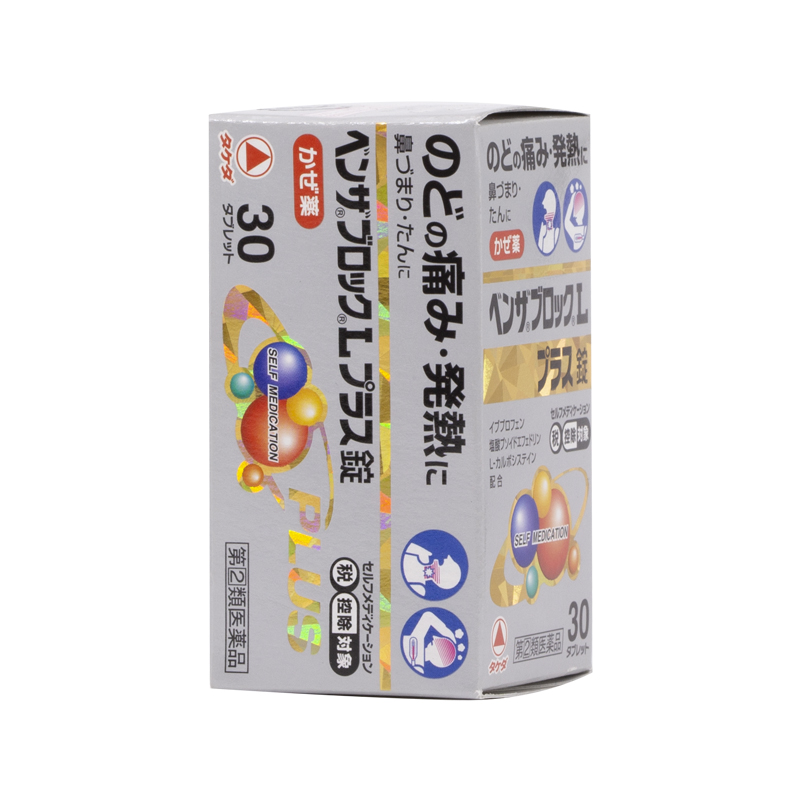 のどの痛み・発熱に
鼻づまり・たんに
ベンザ®ブロック®Lプラス錠
かぜ薬
タケダ
30
タブレット
SELF MEDICATION
PLUS
第②類医薬品
セルフメディケーション
税 控除 対象
のどの痛み・発熱に
鼻づまり・
たんに
かぜ薬
ベンザ®ブロック®L
プラス錠
セルフメディケーション
税 控除 対象
イブプロフェン
塩酸プソイドエフェドリン
L-カルボシステイン
配合
SELF MEDICATION
タケダ
指定第②類医薬品
30
タブレット